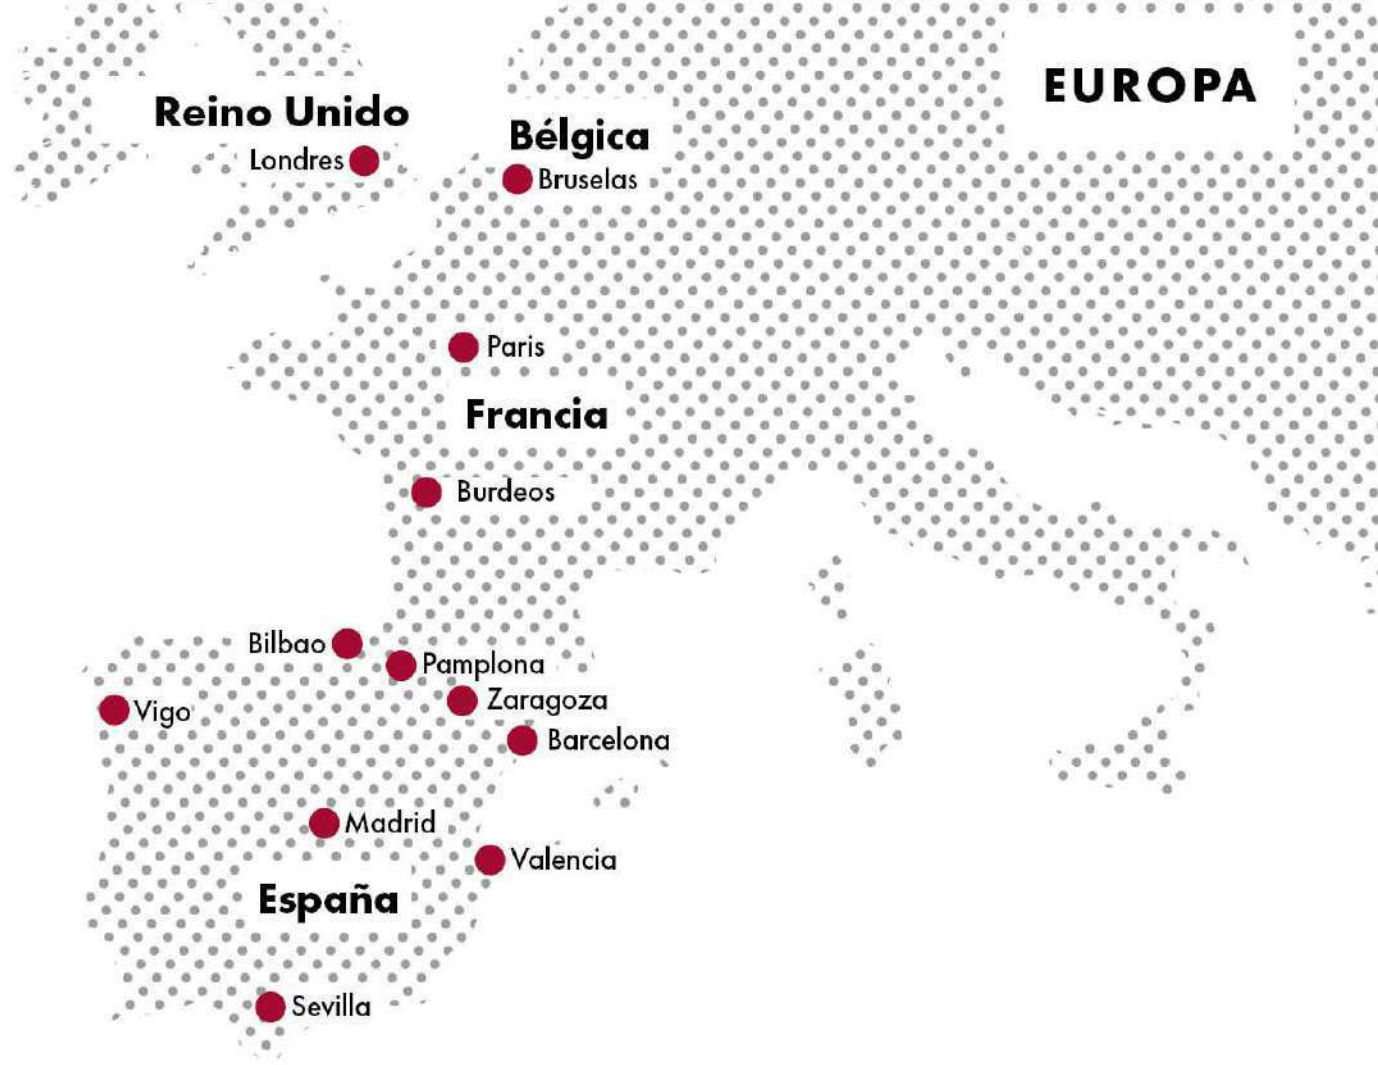 EUROPA
Reino Unido
Londres
Bélgica
Bruselas
Paris
Francia
Burdeos
Bilbao
Pamplona
Zaragoza
Vigo
Barcelona
Madrid
Valencia
España
Sevilla